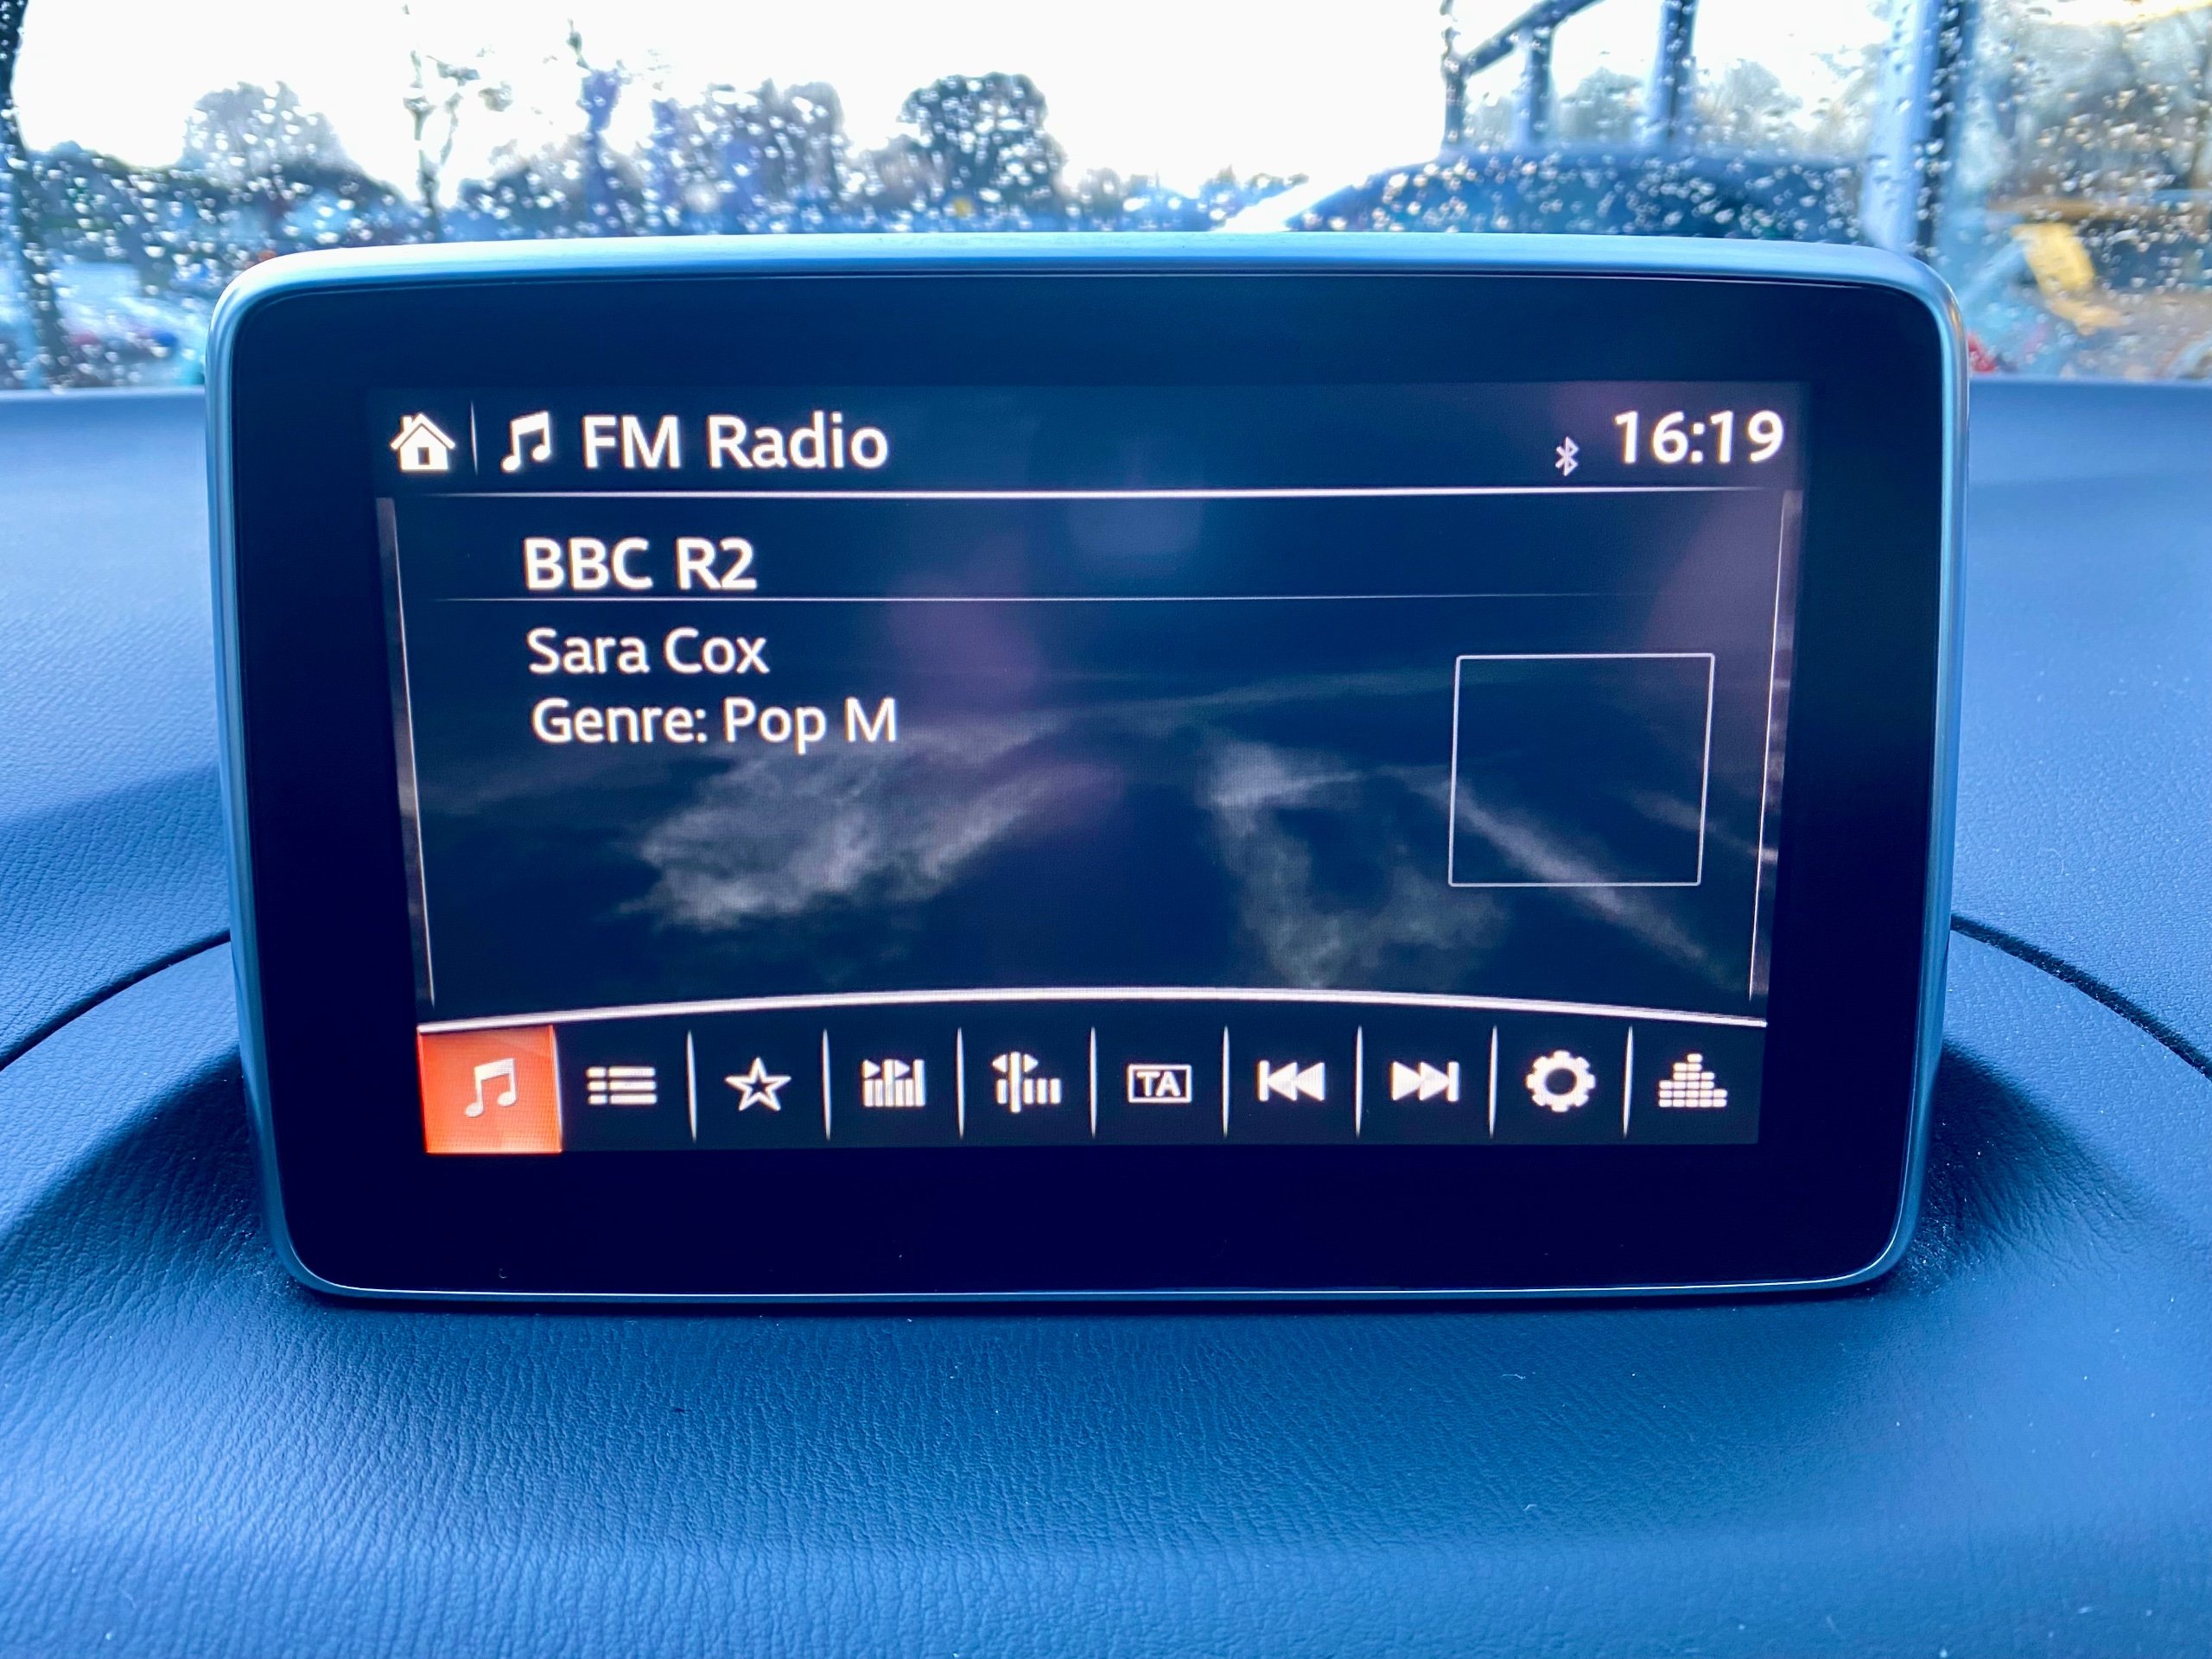 FM Radio
16:19
BBC R2
Sara Cox
Genre: Pop M
TA